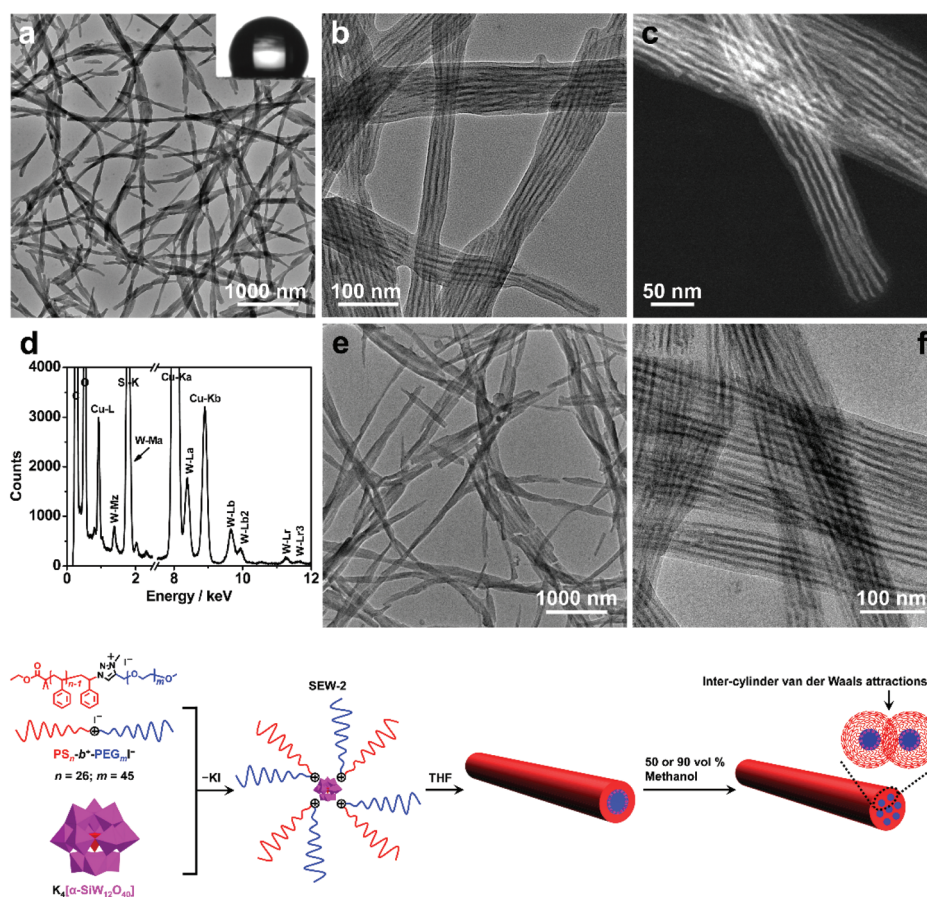 a
1000 nm
b
100 nm
c
50 nm
d
4000
3000
2000
1000
0
Counts
C
O
Cu-L
W-Mz
Si-K
W-Ma
Cu-Ka
W-La
Cu-Kb
W-Lb
W-Lb2
W-Lr
W-Lr3
0 2 8 10 12
Energy / keV
e
1000 nm
f
100 nm
N=N + I⁻
O O n-1 N O m O
I⁻
+
PSₙ-b⁺-PEGₘI⁻
n = 26; m = 45
K₄[α-SiW₁₂O₄₀]
−KI
SEW-2
THF
50 or 90 vol %
Methanol
Inter-cylinder van der Waals attractions